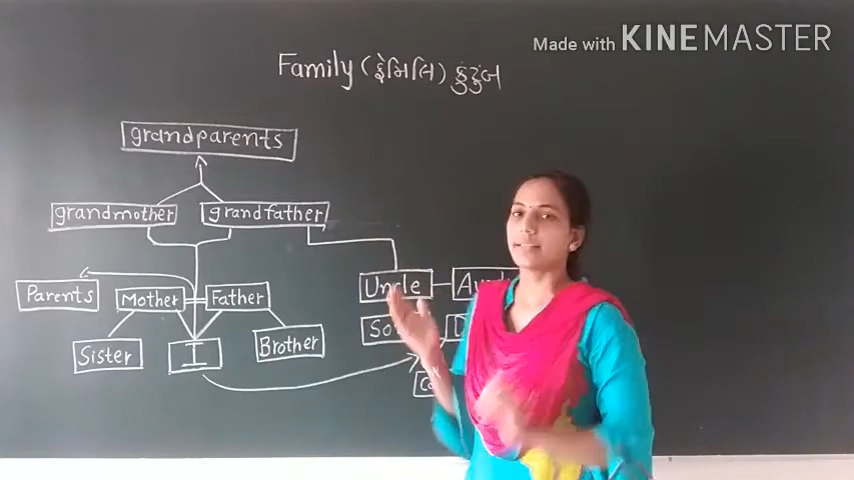 Made with KINEMASTER
Family (ફેમિલિ) કુટુંબ
grandparents
grandmother grandfather
Parents Mother Father Uncle
Sister I Brother